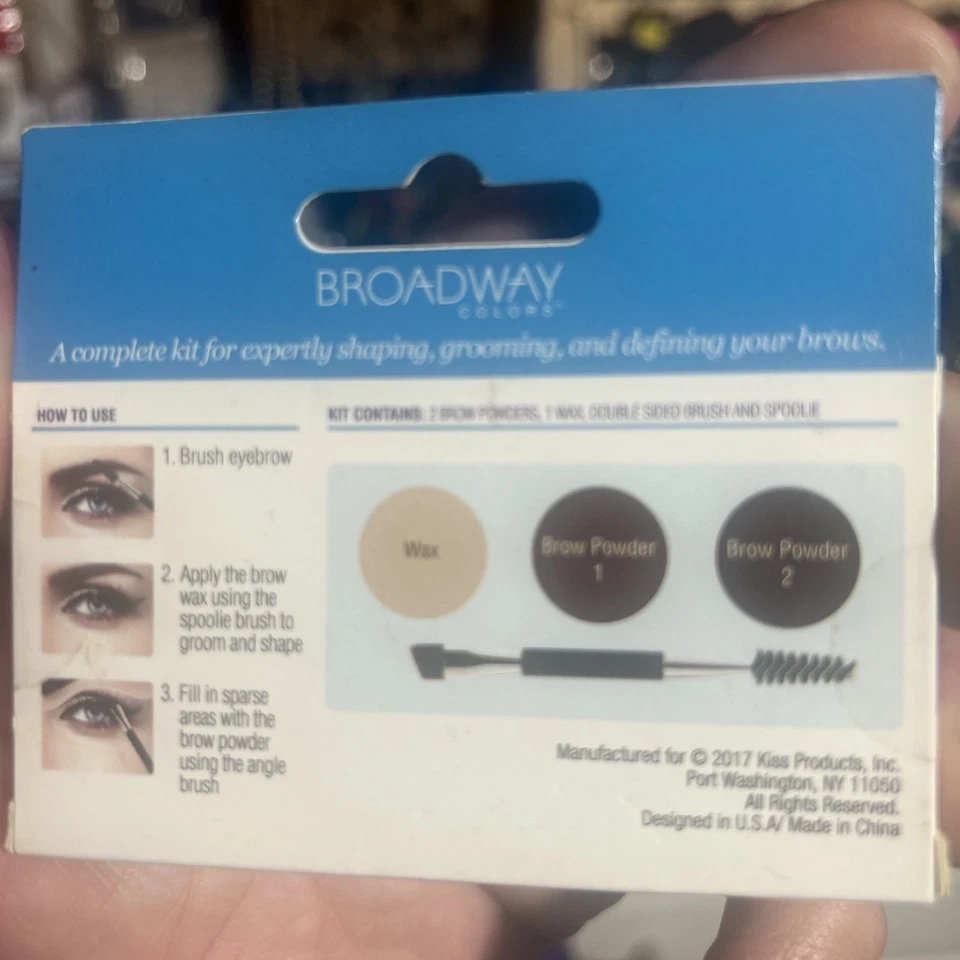 BROADWAY
COLORS
A complete kit for expertly shaping, grooming, and defining your brows.
HOW TO USE
1. Brush eyebrow
2. Apply the brow
wax using the
spoolie brush to
groom and shape
3. Fill in sparse
areas with the
brow powder
using the angle
brush
KIT CONTAINS: 2 BROW POWDERS, 1 WAX, DOUBLE SIDED BRUSH AND SPOOLIE
Wax
Brow Powder
1
Brow Powder
2
Manufactured for © 2017 Kiss Products, Inc.
Port Washington, NY 11050
All Rights Reserved.
Designed in U.S.A/ Made in China